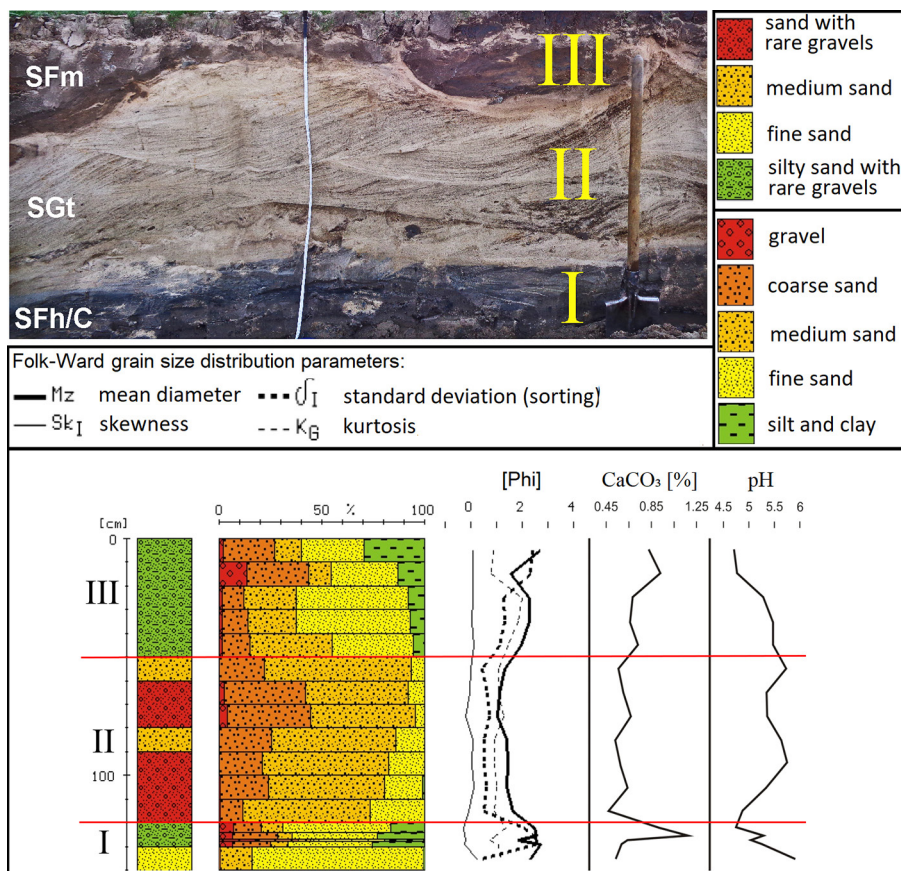 SFm
SGt
SFh/C
III
II
I
sand with
rare gravels
medium sand
fine sand
silty sand with
rare gravels
gravel
coarse sand
medium sand
fine sand
silt and clay
Folk-Ward grain size distribution parameters:
Mz mean diameter
δI standard deviation (sorting)
SkI skewness
KG kurtosis
[Phi] CaCO₃ [%] pH
0 50 % 100
0 2 4
0.45 0.85 1.25
4.5 5 5.5 6
[cm]
0
III
II
100
I